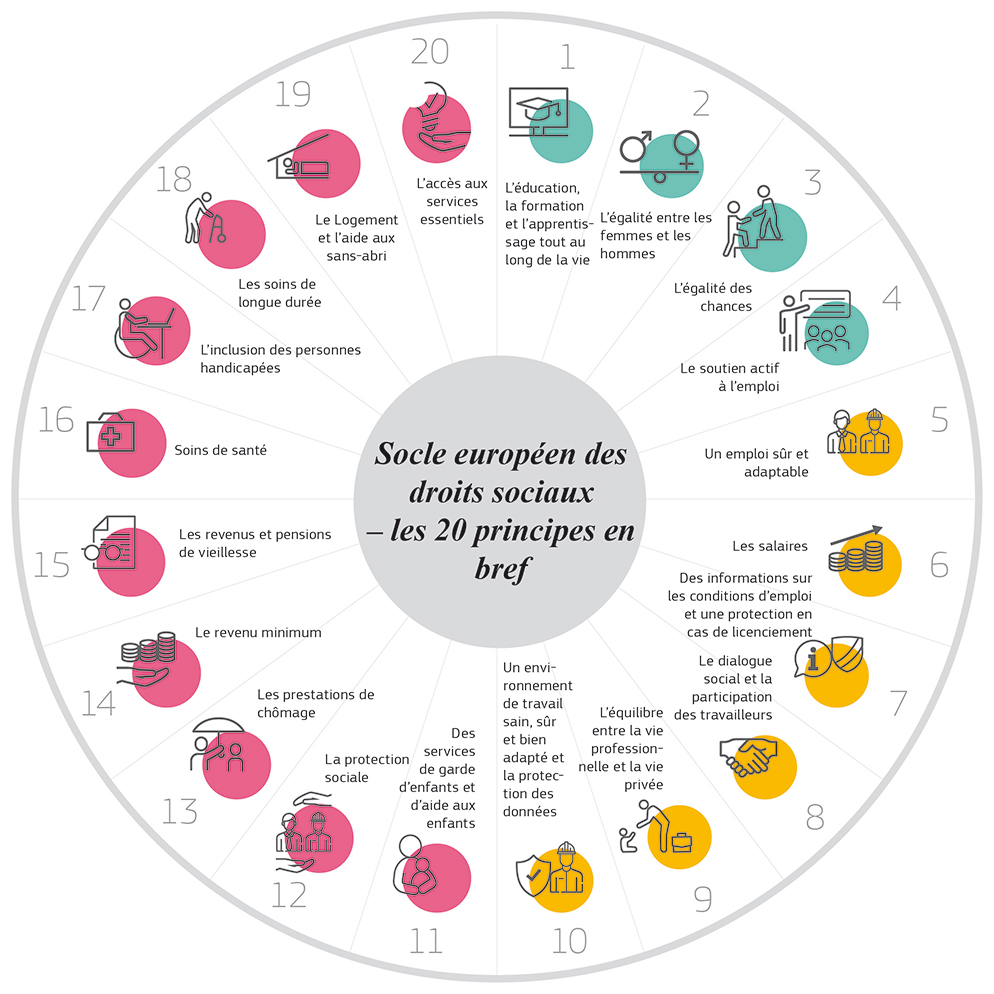 Socle européen des
droits sociaux
– les 20 principes en
bref
1
L'éducation,
la formation
et l'apprentis-
sage tout au
long de la vie
2
L'égalité entre les
femmes et les
hommes
3
L'égalité des
chances
4
Le soutien actif
à l'emploi
5
Un emploi sûr et
adaptable
6
Les salaires
7
Des informations sur
les conditions d'emploi
et une protection en
cas de licenciement
i
8
Le dialogue
social et la
participation
des travailleurs
9
L'équilibre
entre la vie
profession-
nelle et la vie
privée
10
Un envi-
ronnement
de travail
sain, sûr
et bien
adapté et
la protec-
tion des
données
11
Des
services
de garde
d'enfants et
d'aide aux
enfants
12
La protection
sociale
13
Les prestations de
chômage
14
Le revenu minimum
15
Les revenus et pensions
de vieillesse
16
Soins de santé
17
L'inclusion des personnes
handicapées
18
Les soins de
longue durée
19
Le Logement
et l'aide aux
sans-abri
20
L'accès aux
services
essentiels